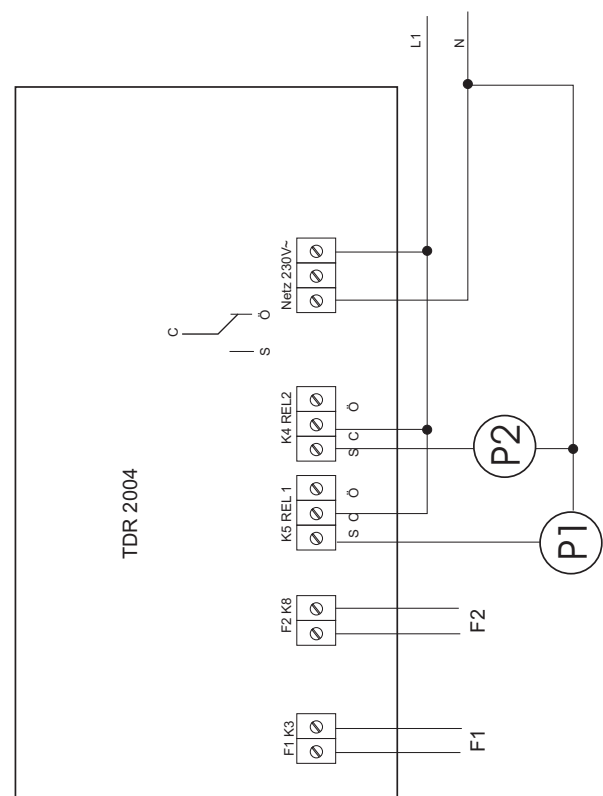 L1
N
Netz 230V~
C
Ö
S
TDR 2004
K4 REL2
S C Ö
K5 REL 1
S C Ö
P2
P1
F2 K8
F2
F1 K3
F1